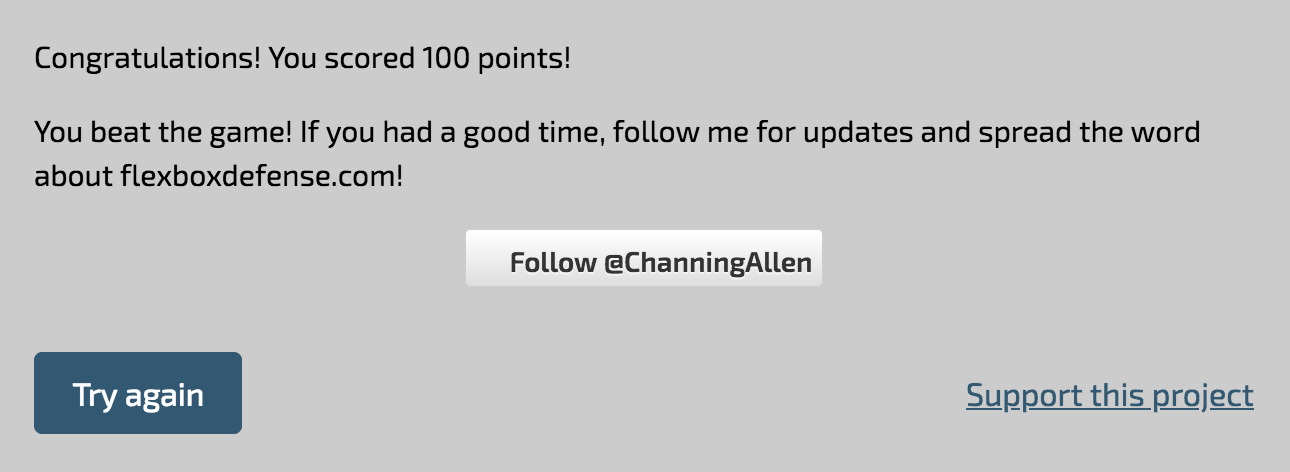 Congratulations! You scored 100 points!
You beat the game! If you had a good time, follow me for updates and spread the word
about flexboxdefense.com!
Follow @ChanningAllen
Try again
Support this project